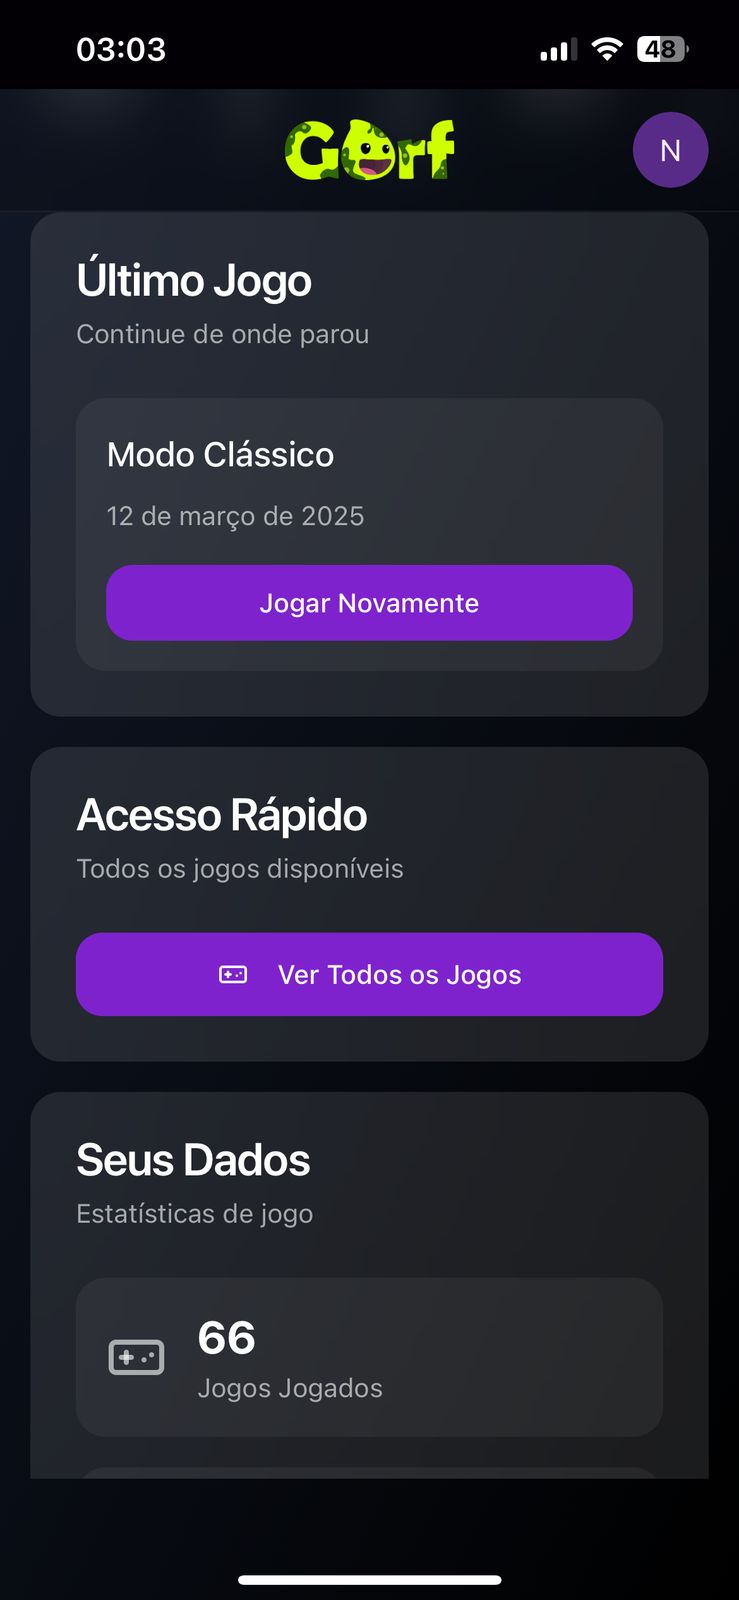 03:03
48
Gorf
N
Último Jogo
Continue de onde parou
Modo Clássico
12 de março de 2025
Jogar Novamente
Acesso Rápido
Todos os jogos disponíveis
Ver Todos os Jogos
Seus Dados
Estatísticas de jogo
66
Jogos Jogados